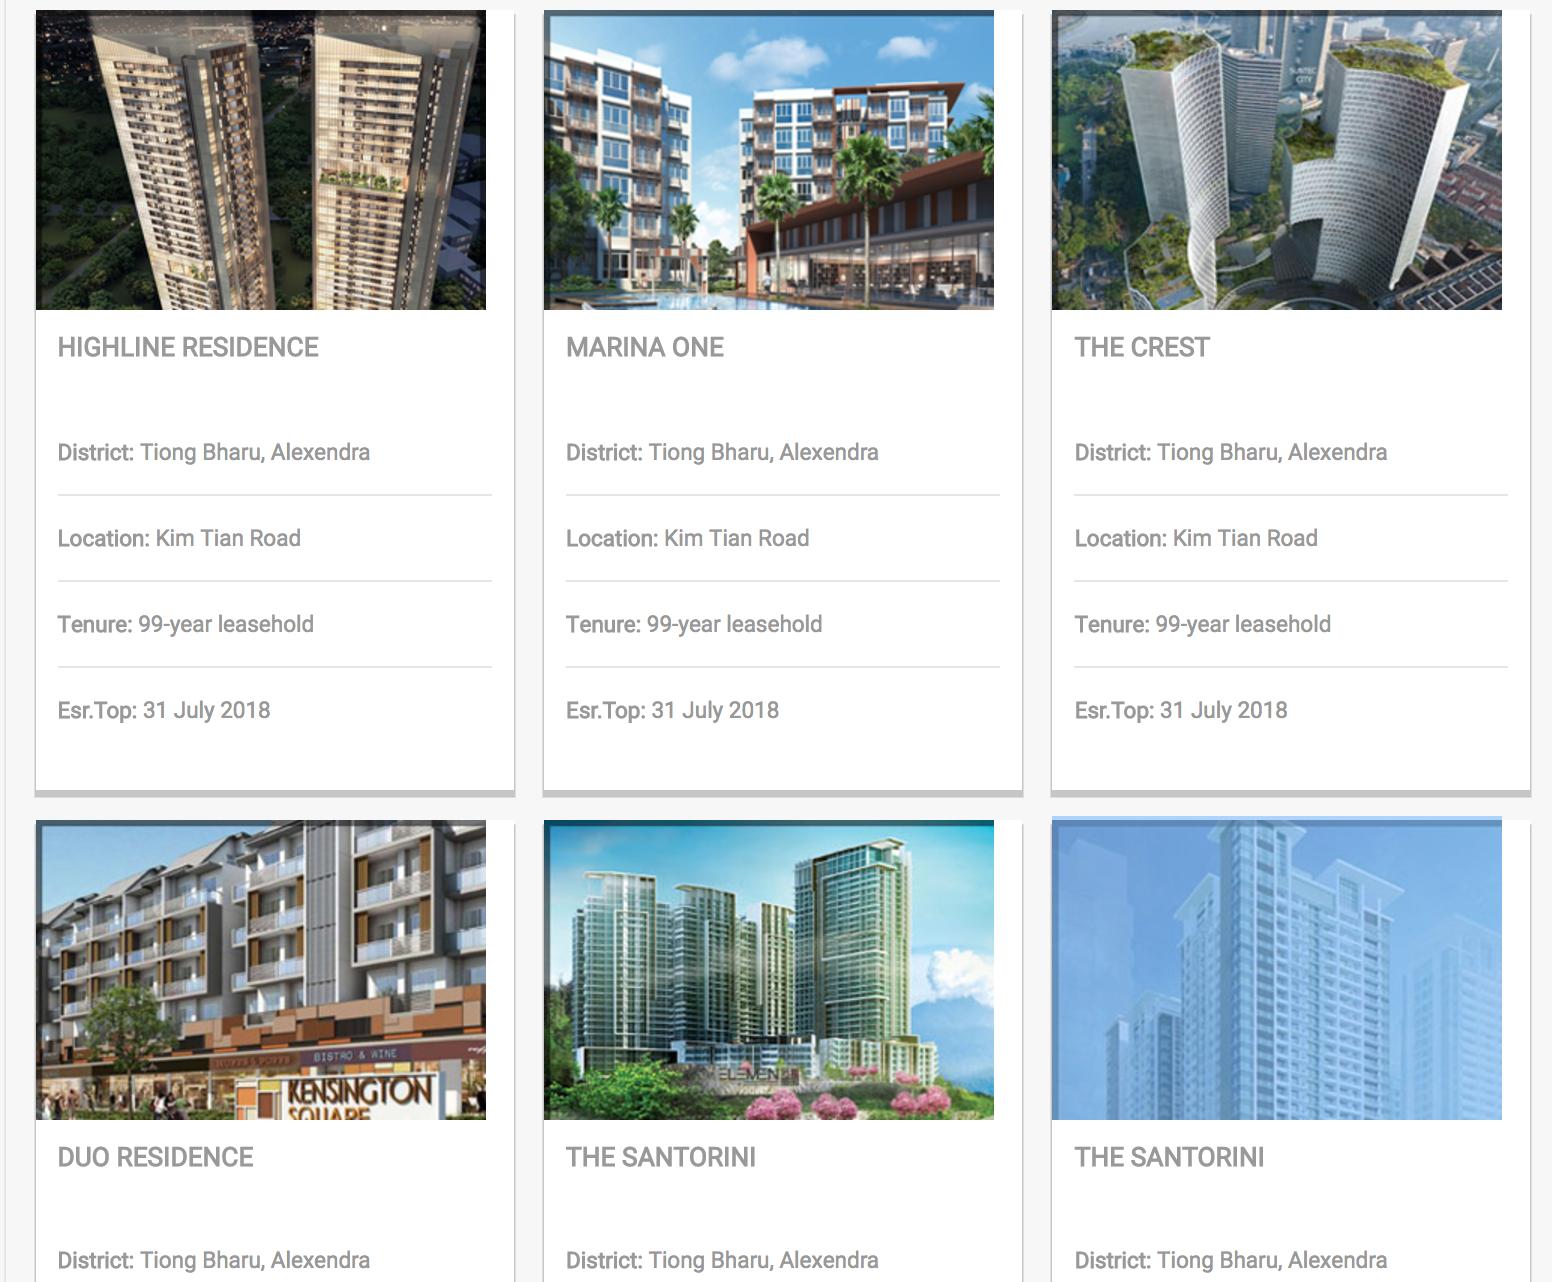 SUNTEC
CITY
HIGHLINE RESIDENCE
District: Tiong Bharu, Alexendra
Location: Kim Tian Road
Tenure: 99-year leasehold
Esr.Top: 31 July 2018
MARINA ONE
District: Tiong Bharu, Alexendra
Location: Kim Tian Road
Tenure: 99-year leasehold
Esr.Top: 31 July 2018
THE CREST
District: Tiong Bharu, Alexendra
Location: Kim Tian Road
Tenure: 99-year leasehold
Esr.Top: 31 July 2018
BISTRO & WINE
KENSINGTON
SQUARE
DUO RESIDENCE
District: Tiong Bharu, Alexendra
THE SANTORINI
District: Tiong Bharu, Alexendra
THE SANTORINI
District: Tiong Bharu, Alexendra